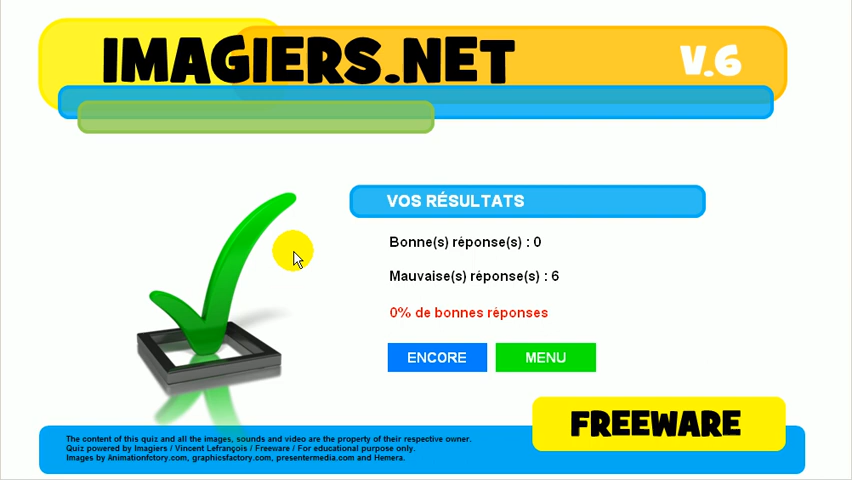 IMAGIERS.NET
V.6
VOS RÉSULTATS
Bonne(s) réponse(s) : 0
Mauvaise(s) réponse(s) : 6
0% de bonnes réponses
ENCORE
MENU
FREEWARE
The content of this quiz and all the images, sounds and video are the property of their respective owner.
Quiz powered by Imagiers / Vincent Lefrançois / Freeware / For educational purpose only.
Images by Animationfctory.com, graphicsfactory.com, presentermedia.com and Hemera.